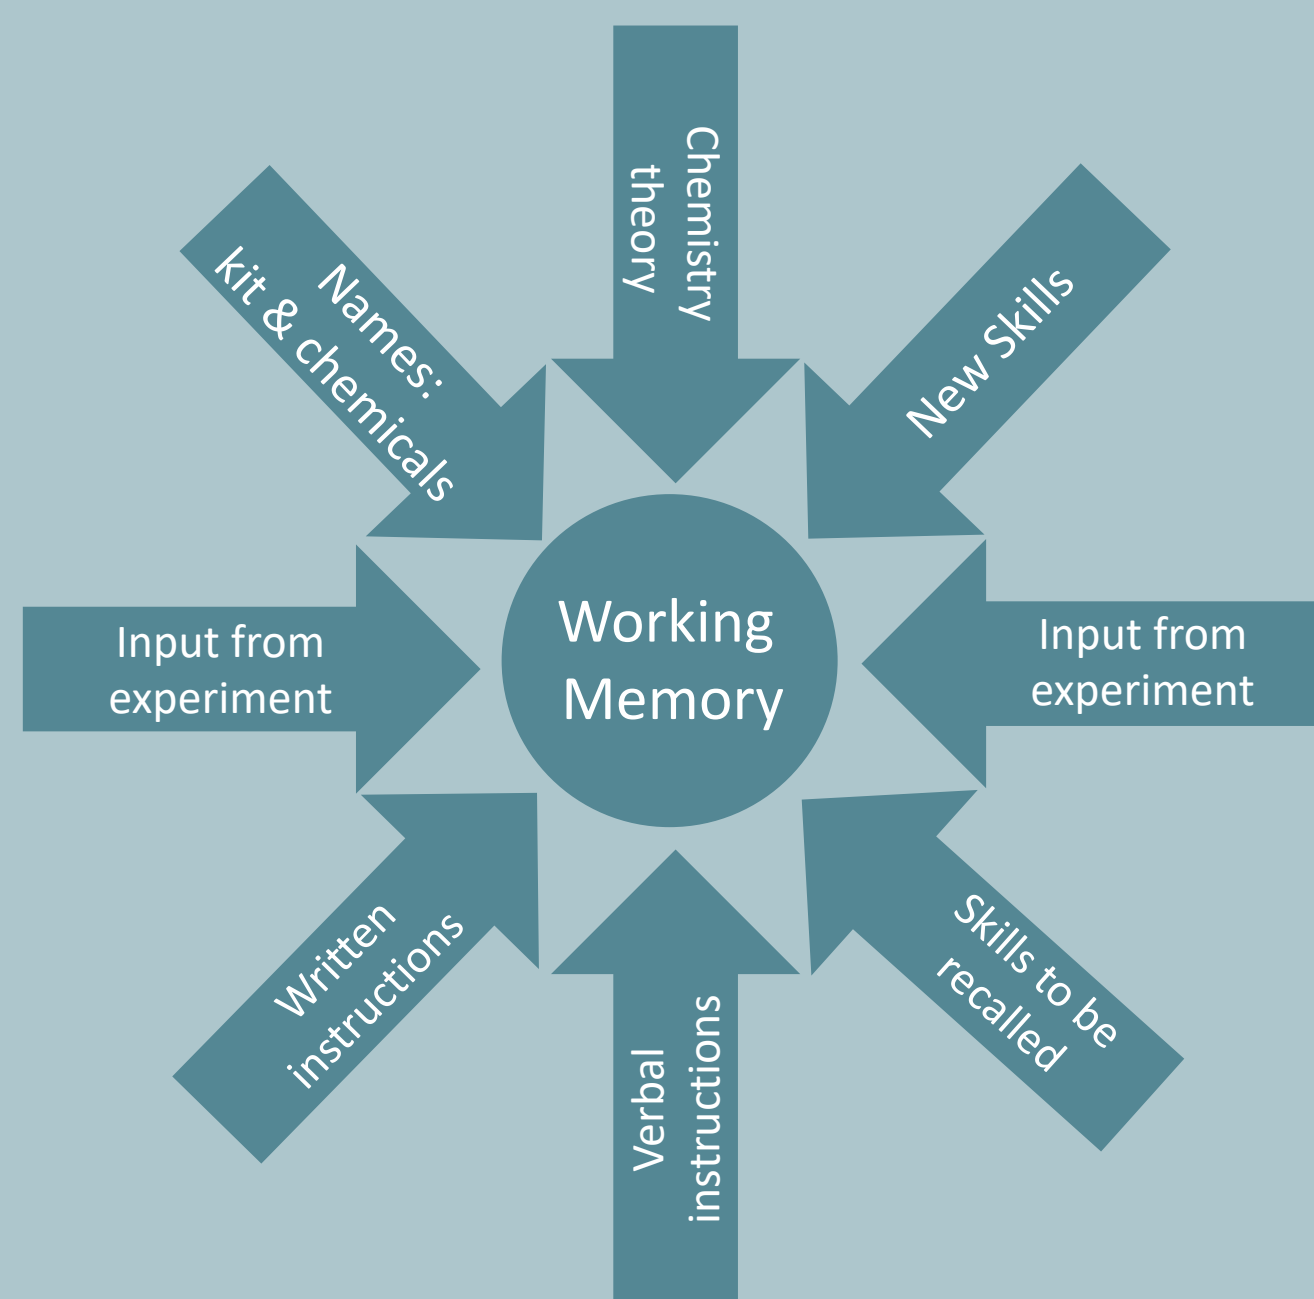 Chemistry
theory
New Skills
Names:
kit & chemicals
Input from
experiment
Working
Memory
Input from
experiment
Written
instructions
Verbal
instructions
Skills to be
recalled